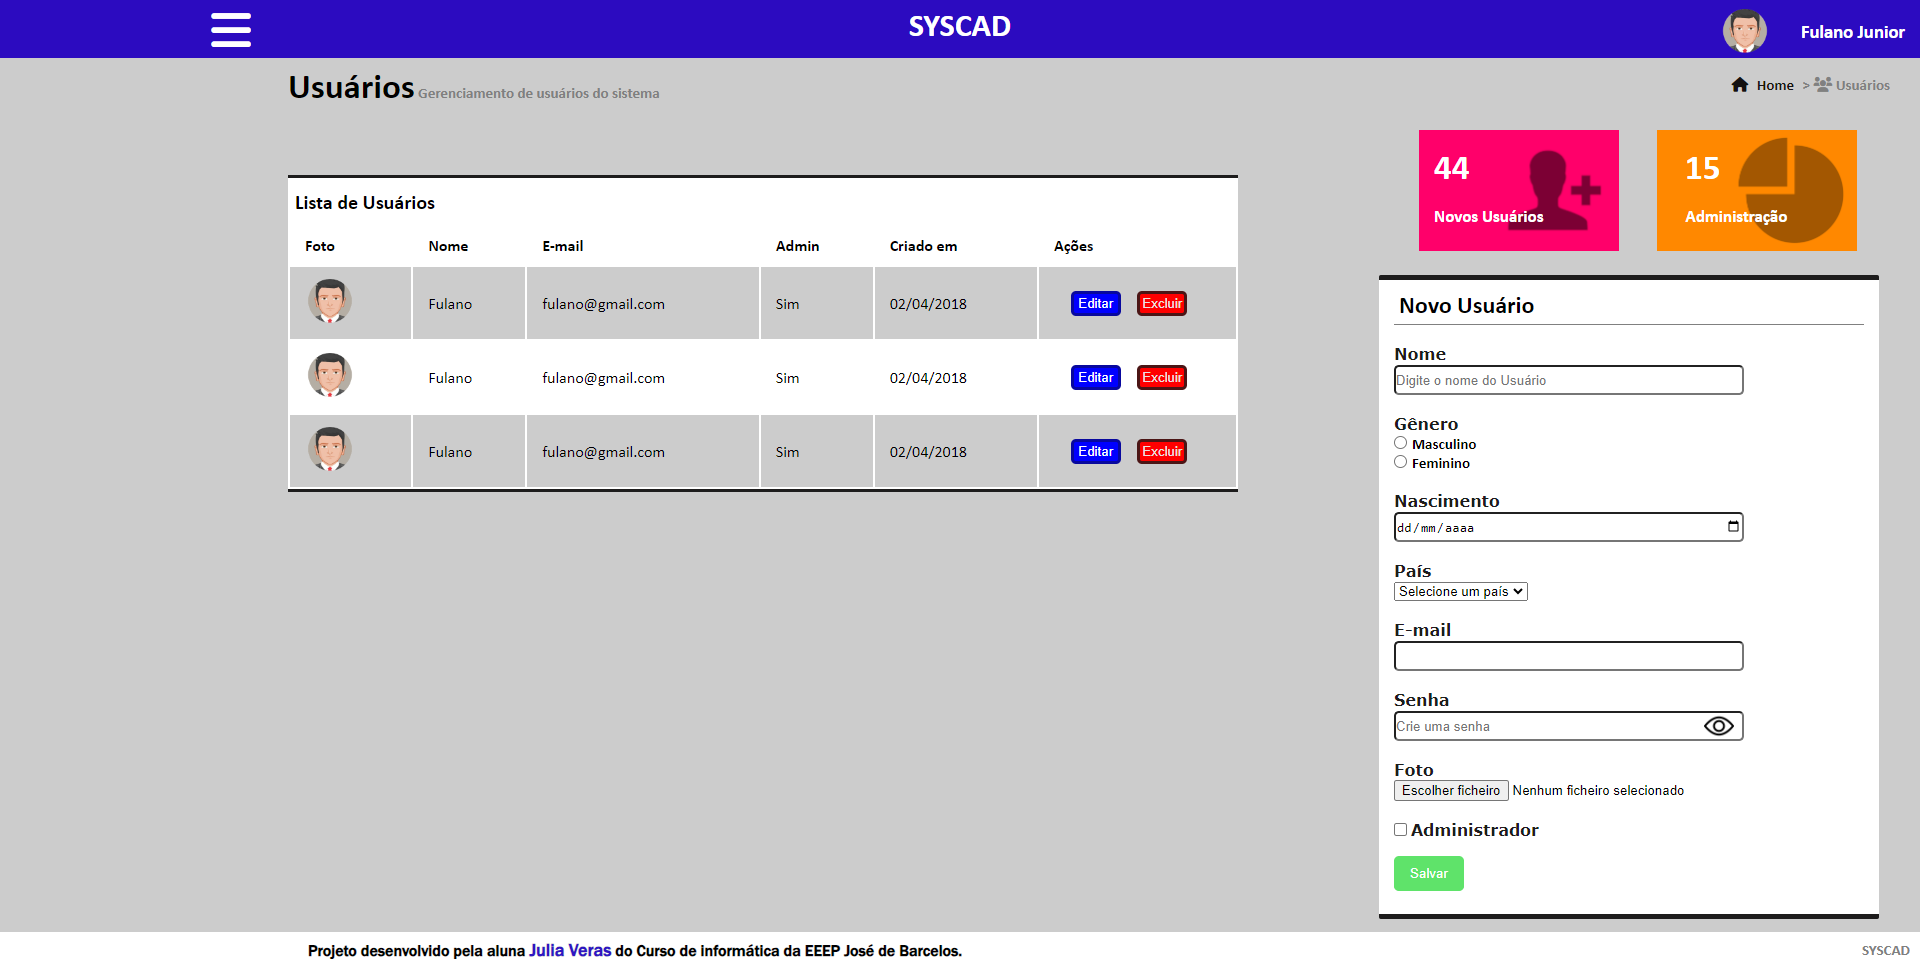 SYSCAD
Fulano Junior
Usuários Gerenciamento de usuários do sistema
Home > Usuários
44
Novos Usuários
15
Administração
Lista de Usuários
Foto Nome E-mail Admin Criado em Ações
Fulano fulano@gmail.com Sim 02/04/2018 Editar Excluir
Fulano fulano@gmail.com Sim 02/04/2018 Editar Excluir
Fulano fulano@gmail.com Sim 02/04/2018 Editar Excluir
Novo Usuário
Nome
Digite o nome do Usuário
Gênero
Masculino
Feminino
Nascimento
dd/mm/aaaa
País
Selecione um país
E-mail
Senha
Crie uma senha
Foto
Escolher ficheiro Nenhum ficheiro selecionado
Administrador
Salvar
Projeto desenvolvido pela aluna Julia Veras do Curso de informática da EEEP José de Barcelos.
SYSCAD